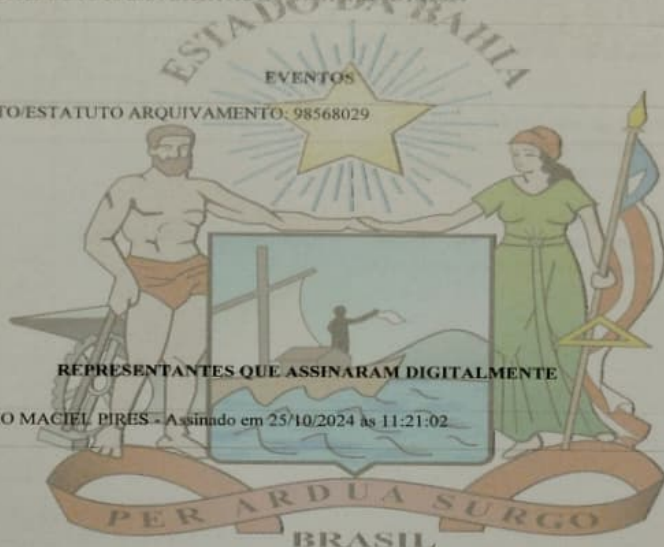 ESTADO DA BAHIA
EVENTOS
TO/ESTATUTO ARQUIVAMENTO: 98568029
REPRESENTANTES QUE ASSINARAM DIGITALMENTE
O MACIEL PIRES - Assinado em 25/10/2024 às 11:21:02
PER ARDUA SURGO
BRASIL